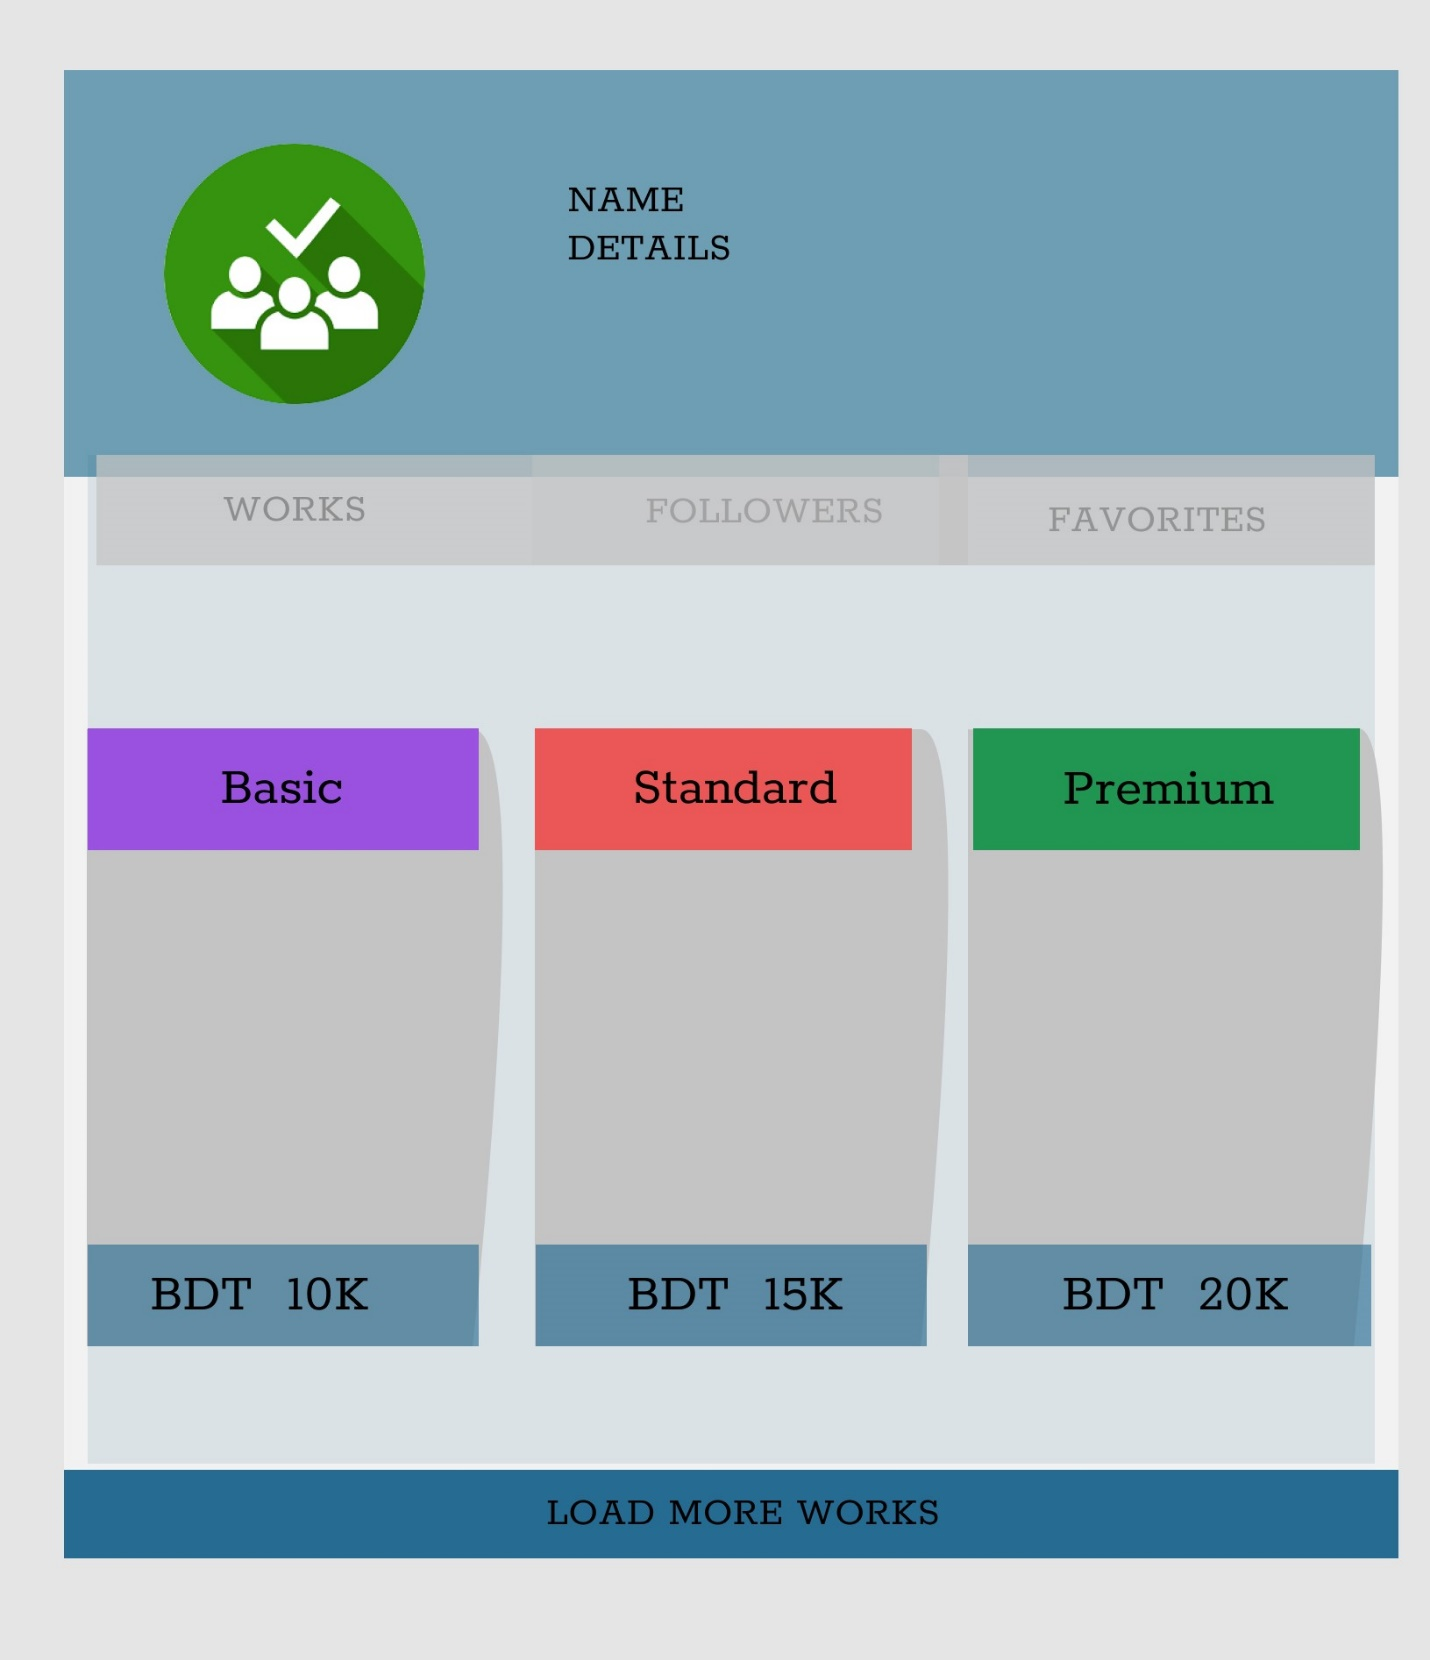 NAME
DETAILS
WORKS FOLLOWERS FAVORITES
Basic Standard Premium
BDT 10K BDT 15K BDT 20K
LOAD MORE WORKS